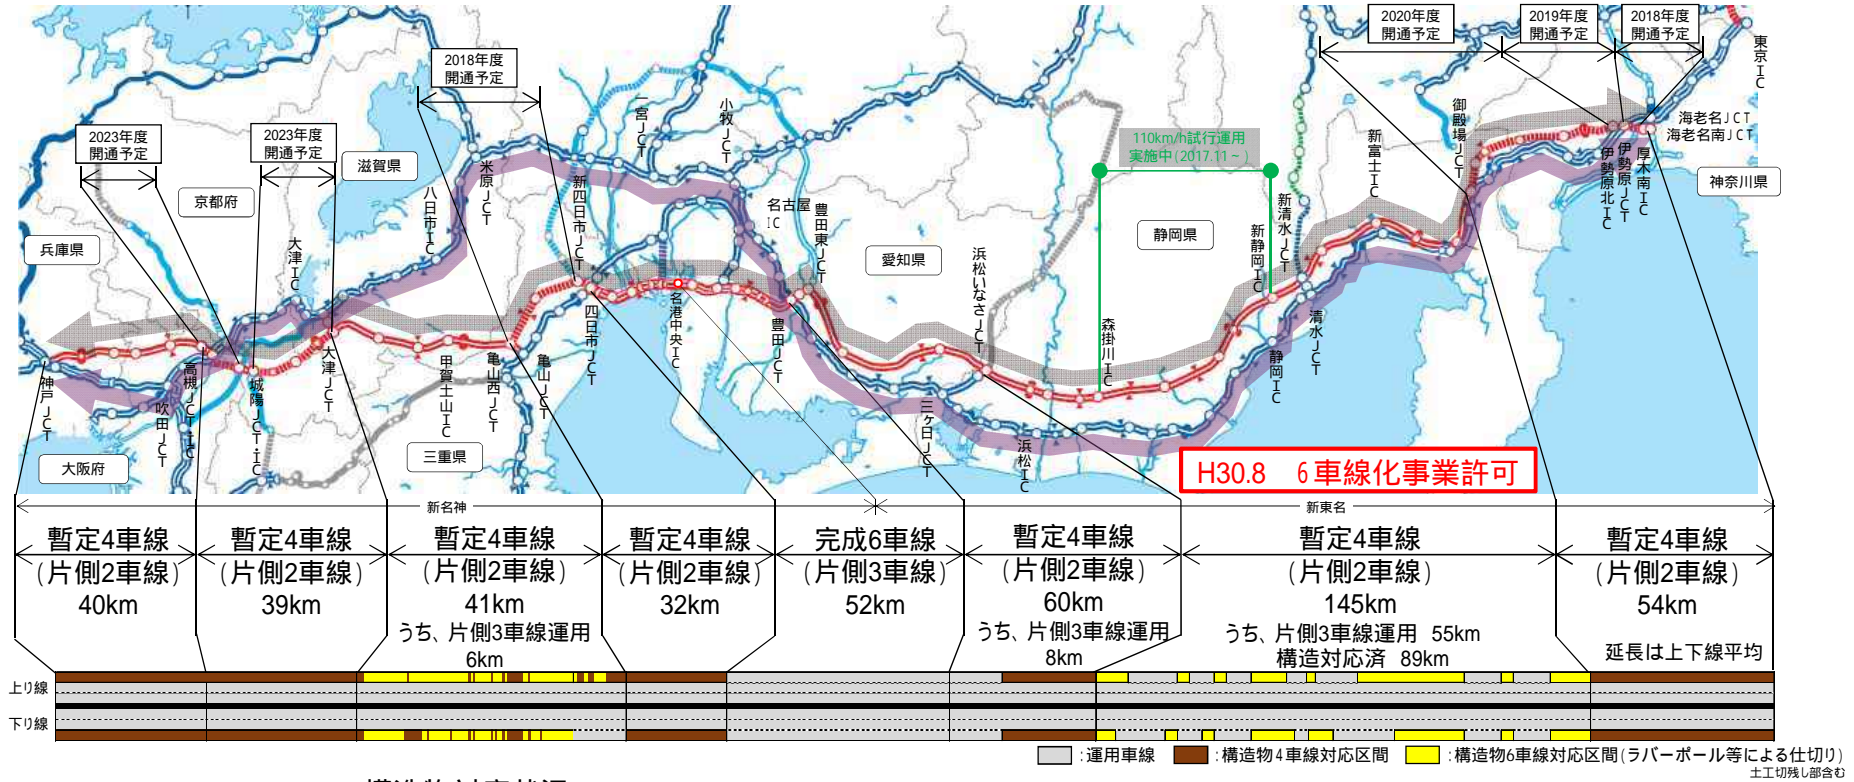 2020年度
開通予定
2019年度
開通予定
2018年度
開通予定
2018年度
開通予定
2023年度
開通予定
2023年度
開通予定
110km/h試行運用
実施中(2017.11~)
兵庫県
京都府
滋賀県
大阪府
三重県
愛知県
静岡県
神奈川県
神戸JCT
吹田JCT
高槻JCT・IC
城陽JCT・IC
大津IC
大津JCT
八日市IC
米原JCT
甲賀土山IC
亀山西JCT
亀山JCT
新四日市JCT
四日市JCT
一宮JCT
小牧JCT
名港中央IC
名古屋
IC
豊田東JCT
豊田JCT
三ケ日JCT
浜松いなさJCT
浜松IC
森掛川IC
新静岡IC
静岡IC
新清水JCT
清水JCT
新富士IC
御殿場JCT
伊勢原北IC
伊勢原JCT
厚木南IC
海老名JCT
海老名南JCT
東京IC
H30.8 6車線化事業許可
新名神
新東名
暫定4車線
(片側2車線)
40km
暫定4車線
(片側2車線)
39km
暫定4車線
(片側2車線)
41km
うち、片側3車線運用
6km
暫定4車線
(片側2車線)
32km
完成6車線
(片側3車線)
52km
暫定4車線
(片側2車線)
60km
うち、片側3車線運用
8km
暫定4車線
(片側2車線)
145km
うち、片側3車線運用 55km
構造対応済 89km
暫定4車線
(片側2車線)
54km
延長は上下線平均
上り線
下り線
:運用車線 :構造物4車線対応区間 :構造物6車線対応区間(ラバーポール等による仕切り)
土工切残し部含む